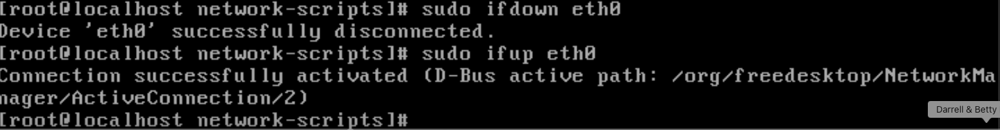 [root@localhost network-scripts]# sudo ifdown eth0
Device 'eth0' successfully disconnected.
[root@localhost network-scripts]# sudo ifup eth0
Connection successfully activated (D-Bus active path: /org/freedesktop/NetworkMa
nager/ActiveConnection/2)
Darrell & Betty
[root@localhost network-scripts]#